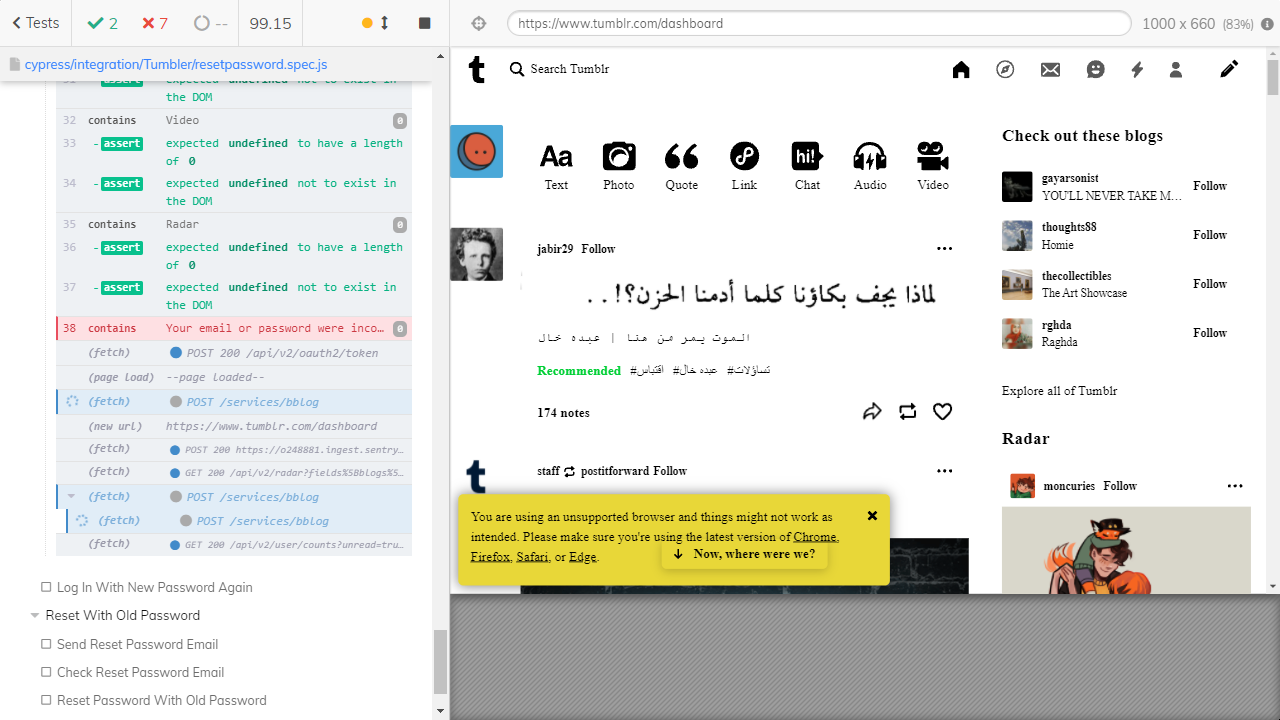 Tests
2
7
--
99.15
https://www.tumblr.com/dashboard
1000 x 660 (83%)
cypress/integration/Tumbler/resetpassword.spec.js
31 - assert expected undefined not to exist in
the DOM
32 contains Video 0
33 - assert expected undefined to have a length
of 0
34 - assert expected undefined not to exist in
the DOM
35 contains Radar 0
36 - assert expected undefined to have a length
of 0
37 - assert expected undefined not to exist in
the DOM
38 contains Your email or password were inco… 0
(fetch) POST 200 /api/v2/oauth2/token
(page load) --page loaded--
(fetch) POST /services/bblog
(new url) https://www.tumblr.com/dashboard
(fetch) POST 200 https://o248881.ingest.sentry…
(fetch) GET 200 /api/v2/radar?fields%5Bblogs%5…
(fetch) POST /services/bblog
(fetch) POST /services/bblog
(fetch) GET 200 /api/v2/user/counts?unread=tru…
Log In With New Password Again
Reset With Old Password
Send Reset Password Email
Check Reset Password Email
Reset Password With Old Password
t
Search Tumblr
Aa
hi!
Text
Photo
Quote
Link
Chat
Audio
Video
jabir29 Follow
لماذا يجف بكاؤنا كلما أدمنا الحزن؟! . .
الموت يمر من هنا | عبده خال
Recommended #اقتباس #عبده خال #تساؤلات
174 notes
t
staff postitforward Follow
You are using an unsupported browser and things might not work as
intended. Please make sure you're using the latest version of Chrome,
Firefox, Safari, or Edge.
Now, where were we?
Check out these blogs
gayarsonist
YOU'LL NEVER TAKE M…
Follow
thoughts88
Homie
Follow
thecollectibles
The Art Showcase
Follow
rghda
Raghda
Follow
Explore all of Tumblr
Radar
moncuries Follow